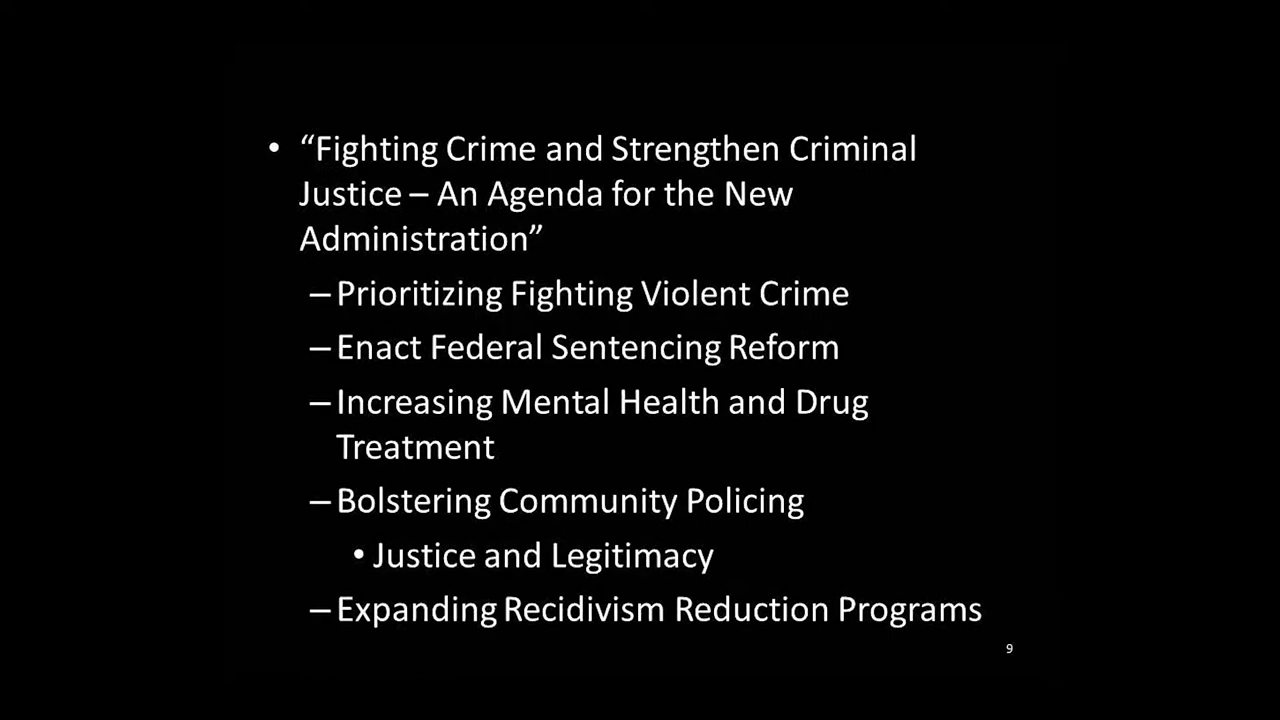 • “Fighting Crime and Strengthen Criminal
Justice – An Agenda for the New
Administration”
–Prioritizing Fighting Violent Crime
–Enact Federal Sentencing Reform
–Increasing Mental Health and Drug
Treatment
–Bolstering Community Policing
• Justice and Legitimacy
–Expanding Recidivism Reduction Programs
9